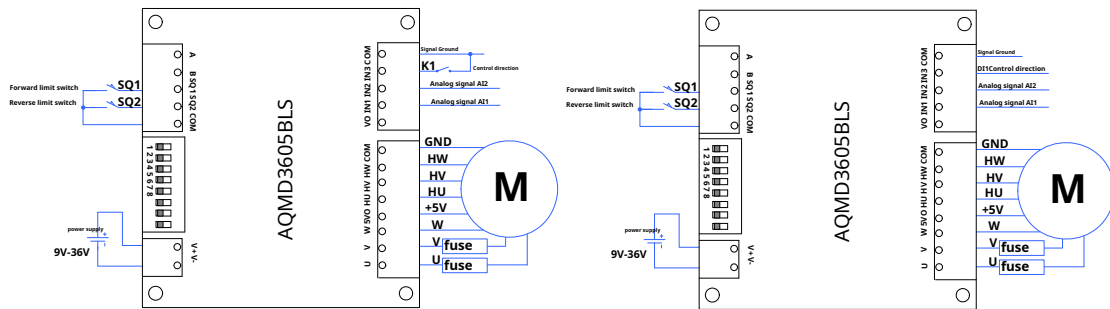 A
B SQ1 SQ2 COM
Forward limit switch
SQ1
Reverse limit switch
SQ2
1 2 3 4 5 6 7 8
power supply
+
9V-36V
V+ V-
AQMD3605BLS
VO IN1 IN2 IN3 COM
Signal Ground
K1
Control direction
Analog signal AI2
Analog signal AI1
U V W 5VO HU HV HW COM
GND
HW
HV
HU
+5V
W
V fuse
U fuse
M
A
B SQ1 SQ2 COM
Forward limit switch
SQ1
Reverse limit switch
SQ2
1 2 3 4 5 6 7 8
power supply
+
9V-36V
V+ V-
AQMD3605BLS
VO IN1 IN2 IN3 COM
Signal Ground
DI1Control direction
Analog signal AI2
Analog signal AI1
U V W 5VO HU HV HW COM
GND
HW
HV
HU
+5V
W
V fuse
U fuse
M